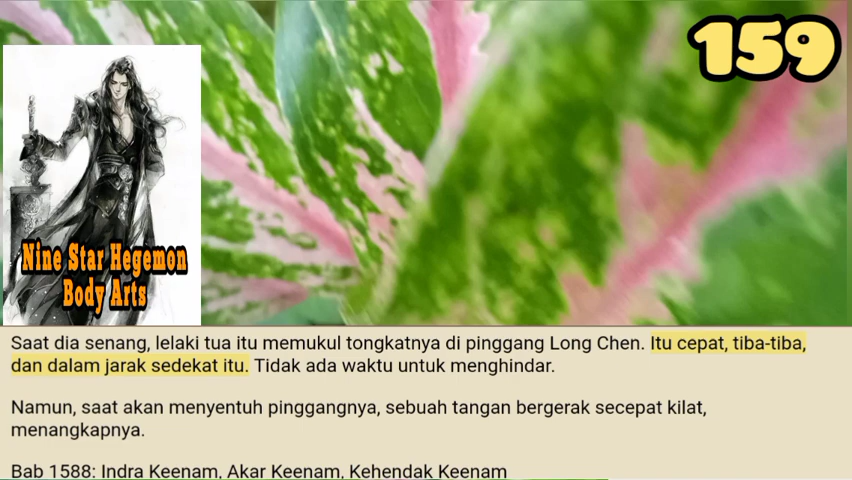 159
Nine Star Hegemon
Body Arts
Saat dia senang, lelaki tua itu memukul tongkatnya di pinggang Long Chen. Itu cepat, tiba-tiba,
dan dalam jarak sedekat itu. Tidak ada waktu untuk menghindar.
Namun, saat akan menyentuh pinggangnya, sebuah tangan bergerak secepat kilat,
menangkapnya.
Bab 1588: Indra Keenam, Akar Keenam, Kehendak Keenam